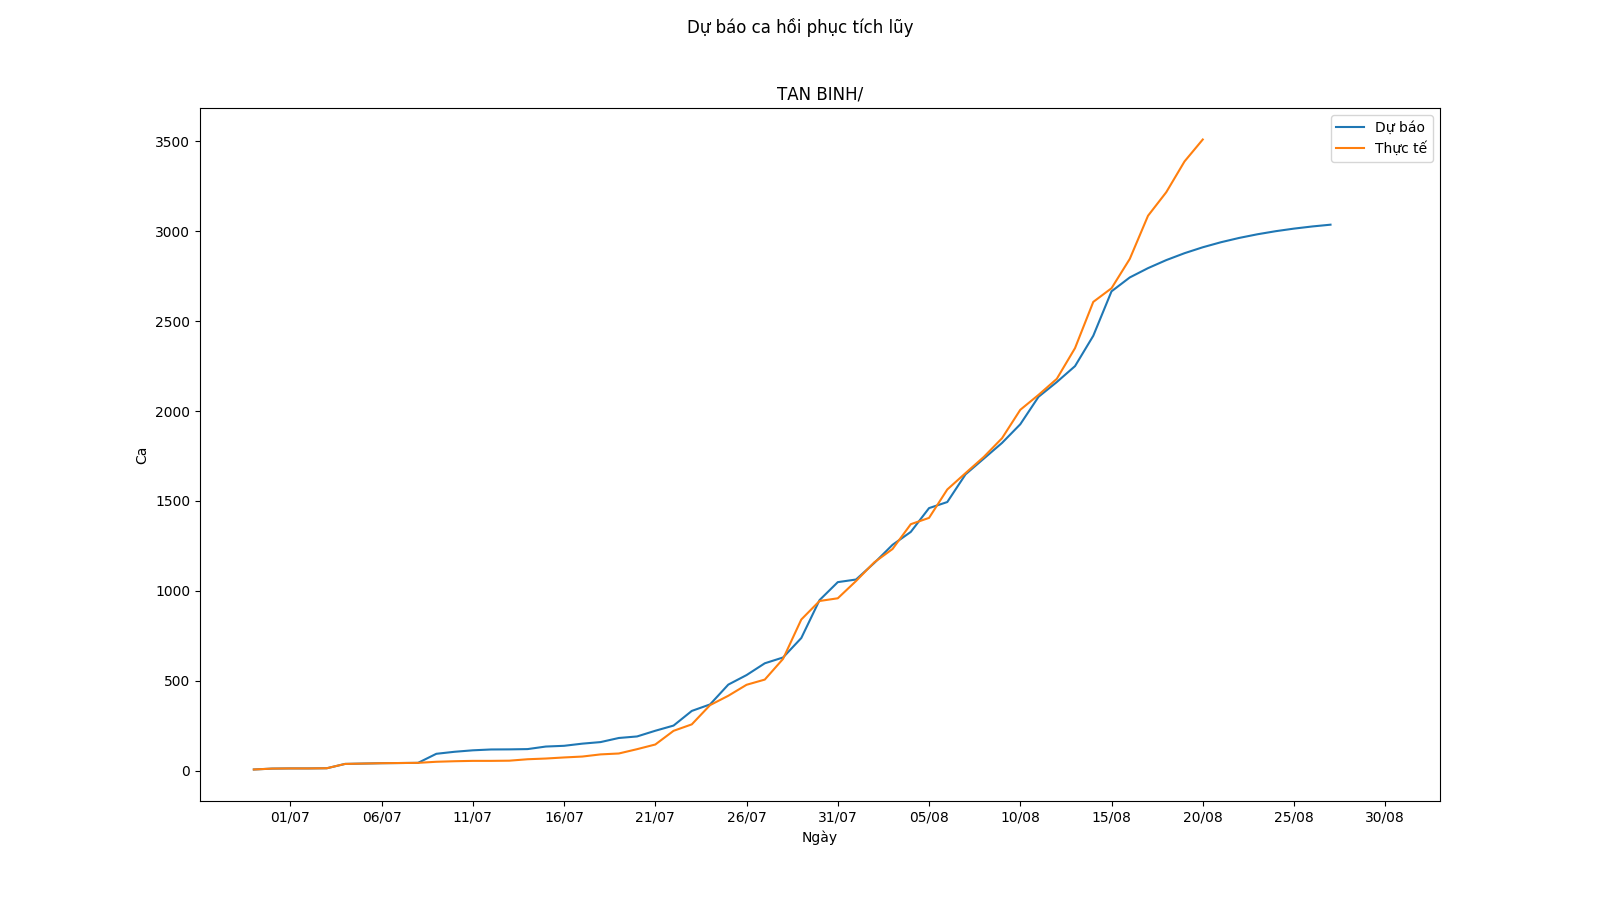 Dự báo ca hồi phục tích lũy
TAN BINH/
Dự báo
Thực tế
3500
3000
2500
2000
1500
1000
500
0
Ca
01/07 06/07 11/07 16/07 21/07 26/07 31/07 05/08 10/08 15/08 20/08 25/08 30/08
Ngày